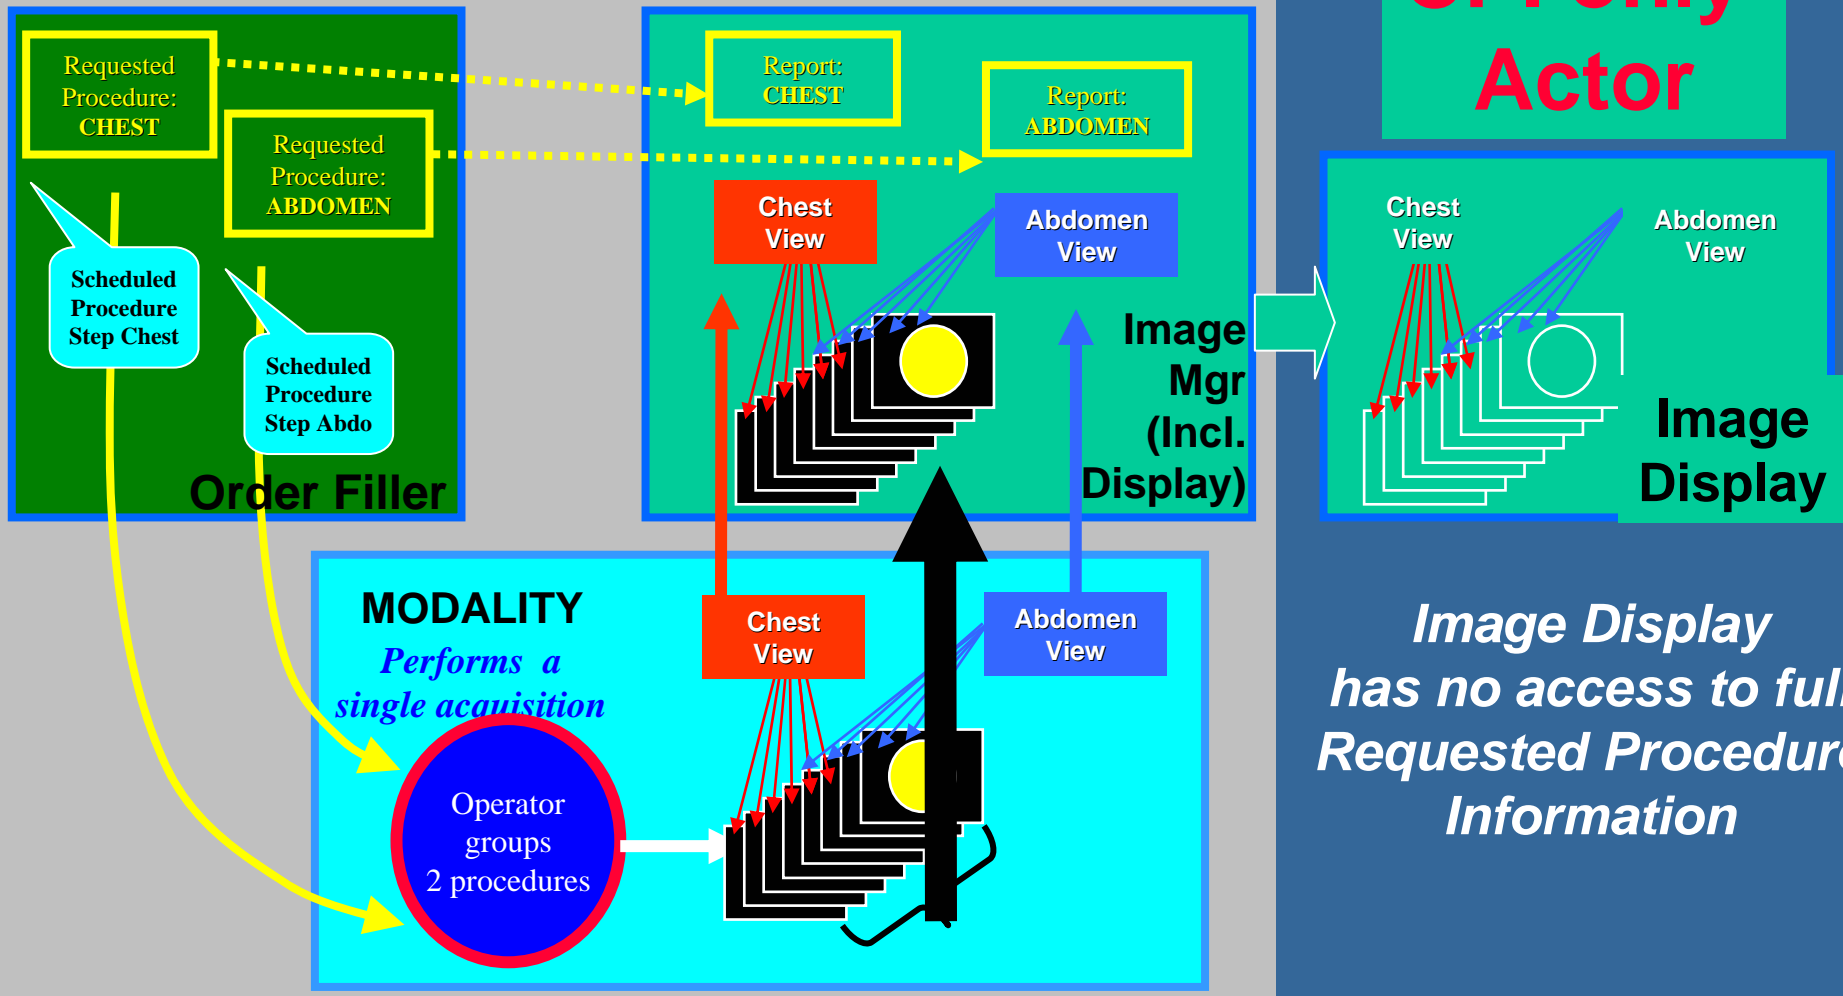 Requested
Procedure:
CHEST
Requested
Procedure:
ABDOMEN
Scheduled
Procedure
Step Chest
Scheduled
Procedure
Step Abdo
Order Filler
Report:
CHEST
Report:
ABDOMEN
Chest
View
Abdomen
View
Image
Mgr
(Incl.
Display)
Actor
Chest
View
Abdomen
View
Image
Display
MODALITY
Performs a
single acquisition
Operator
groups
2 procedures
Chest
View
Abdomen
View
Image Display
has no access to full
Requested Procedure
Information